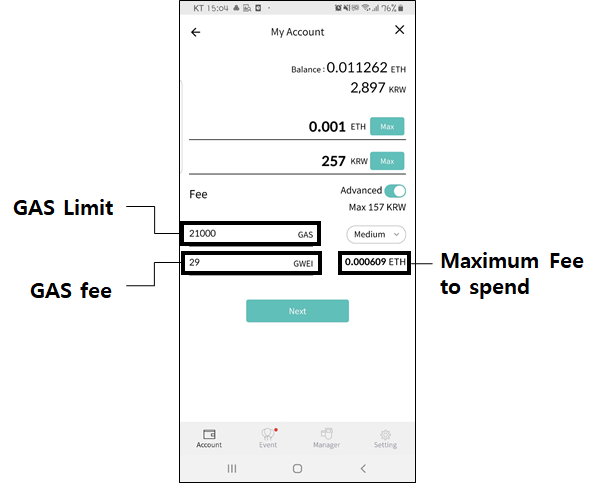 KT 15:04
76%
My Account
Balance : 0.011262 ETH
2,897 KRW
0.001 ETH Max
257 KRW Max
Fee
Advanced
Max 157 KRW
GAS Limit
21000 GAS
Medium
GAS fee
29 GWEI
0.000609 ETH
Maximum Fee
to spend
Next
Account Event Manager Setting